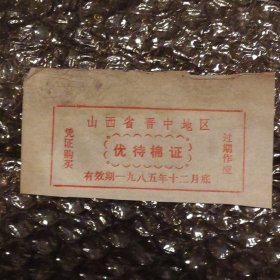 山西省晋中地区
凭证购买
优待棉证
过期作废
有效期一九八五年十二月底